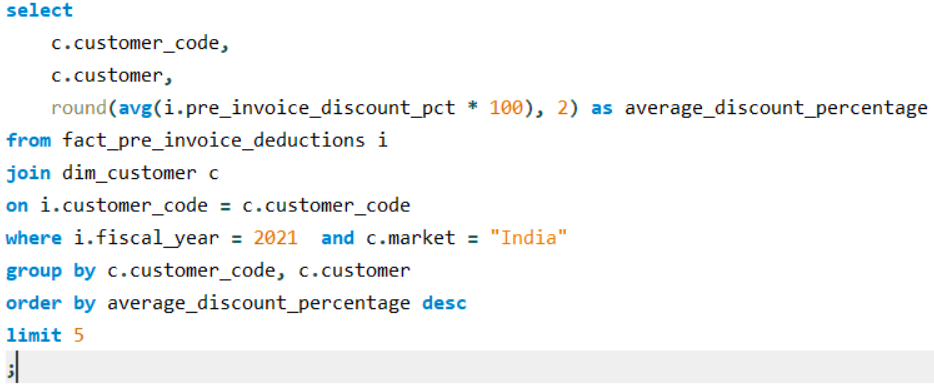 select
    c.customer_code,
    c.customer,
    round(avg(i.pre_invoice_discount_pct * 100), 2) as average_discount_percentage
from fact_pre_invoice_deductions i
join dim_customer c
on i.customer_code = c.customer_code
where i.fiscal_year = 2021  and c.market = "India"
group by c.customer_code, c.customer
order by average_discount_percentage desc
limit 5
;